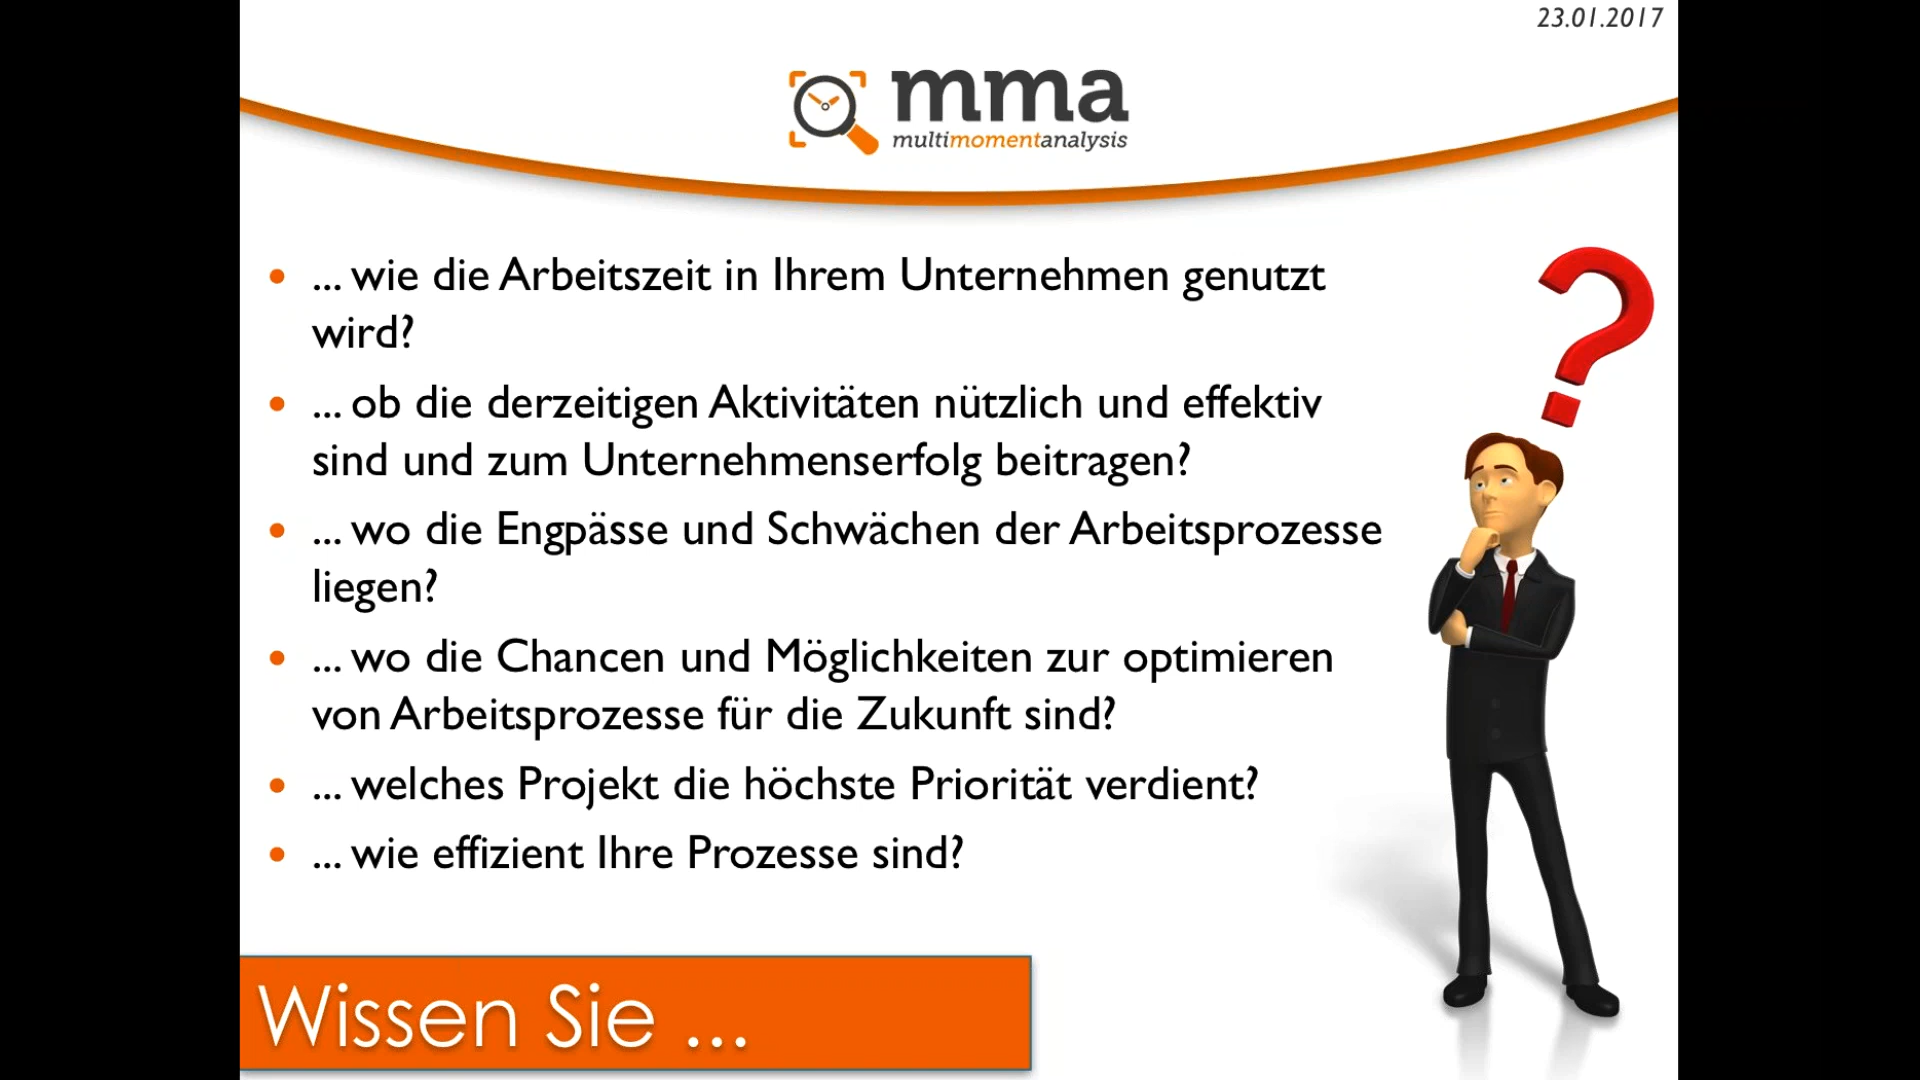 23.01.2017
mma
multimomentanalysis
... wie die Arbeitszeit in Ihrem Unternehmen genutzt
wird?
... ob die derzeitigen Aktivitäten nützlich und effektiv
sind und zum Unternehmenserfolg beitragen?
... wo die Engpässe und Schwächen der Arbeitsprozesse
liegen?
... wo die Chancen und Möglichkeiten zur optimieren
von Arbeitsprozesse für die Zukunft sind?
... welches Projekt die höchste Priorität verdient?
... wie effizient Ihre Prozesse sind?
Wissen Sie ...